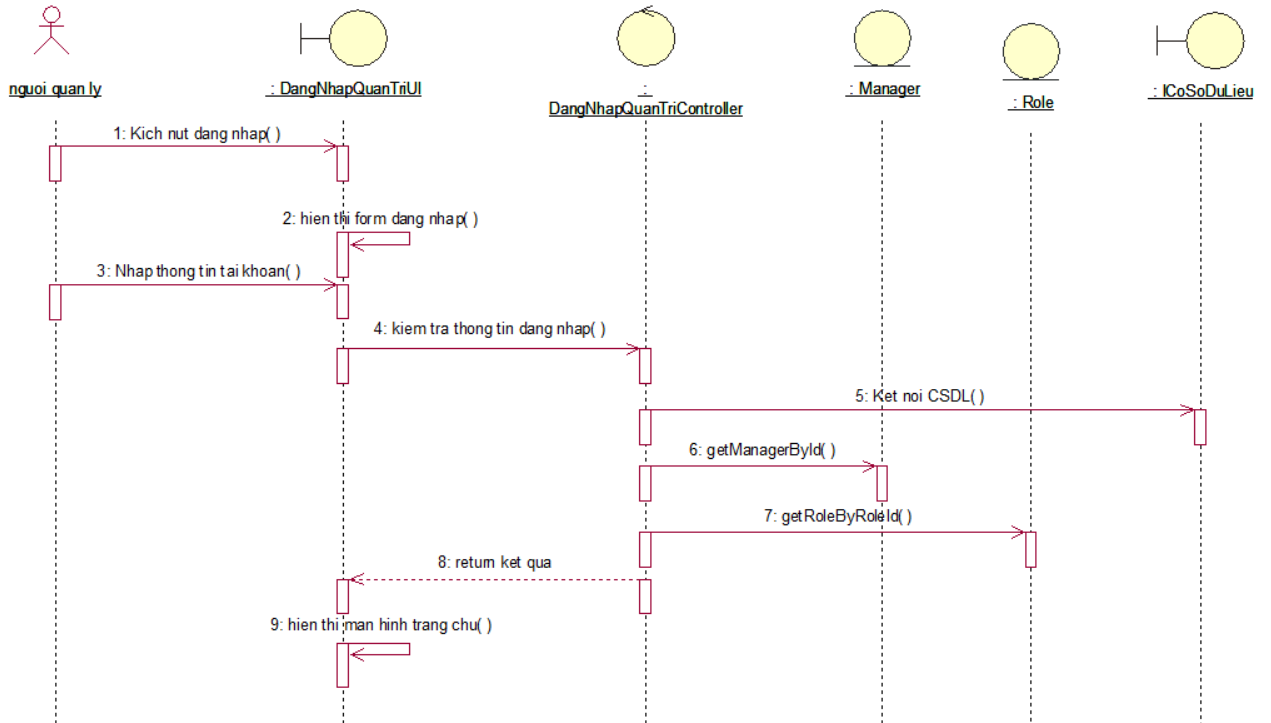 nguoi quan ly
: DangNhapQuanTriUI
:
DangNhapQuanTriController
: Manager
: Role
: ICoSoDuLieu
1: Kich nut dang nhap( )
2: hien thi form dang nhap( )
3: Nhap thong tin tai khoan( )
4: kiem tra thong tin dang nhap( )
5: Ket noi CSDL( )
6: getManagerById( )
7: getRoleByRoleId( )
8: return ket qua
9: hien thi man hinh trang chu( )